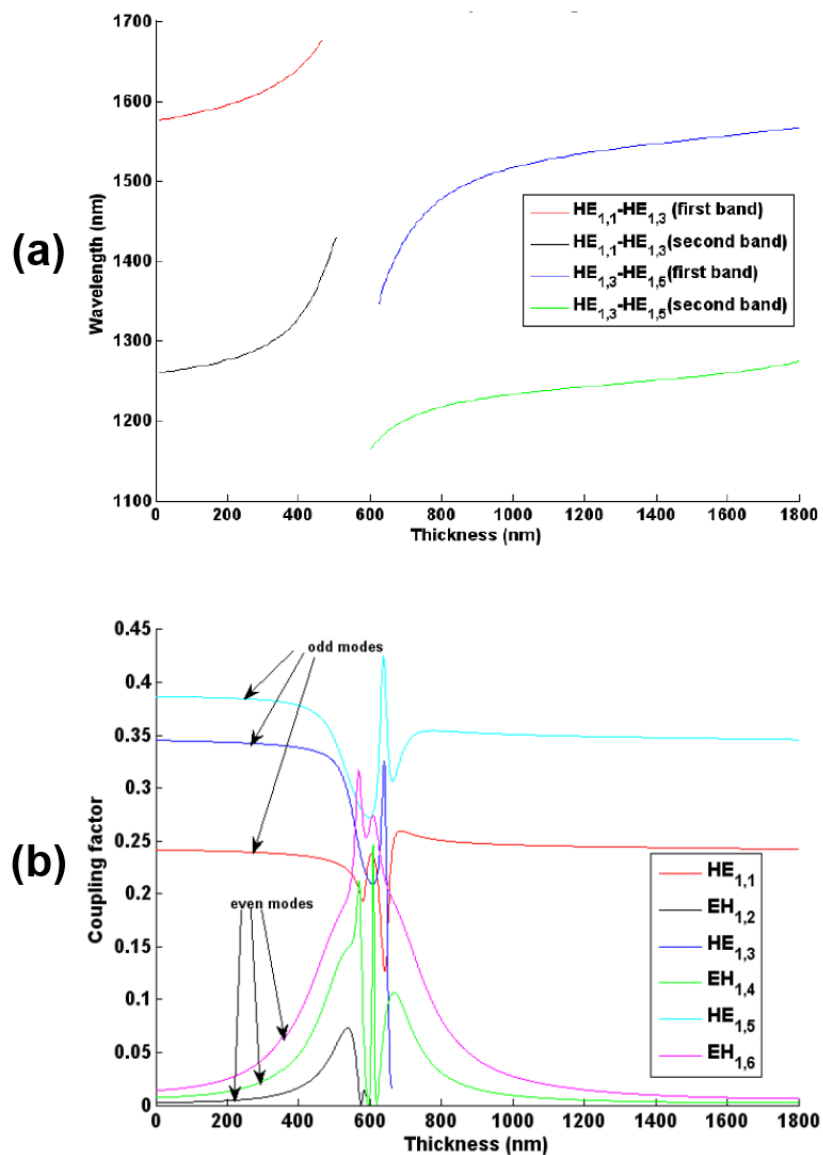 (a)
1700
1600
1500
1400
1300
1200
1100
Wavelength (nm)
HE1,1-HE1,3 (first band)
HE1,1-HE1,3(second band)
HE1,3-HE1,5(first band)
HE1,3-HE1,5(second band)
0 200 400 600 800 1000 1200 1400 1600 1800
Thickness (nm)
(b)
0.45
0.4
0.35
0.3
0.25
0.2
0.15
0.1
0.05
0
Coupling factor
odd modes
even modes
HE1,1
EH1,2
HE1,3
EH1,4
HE1,5
EH1,6
0 200 400 600 800 1000 1200 1400 1600 1800
Thickness (nm)